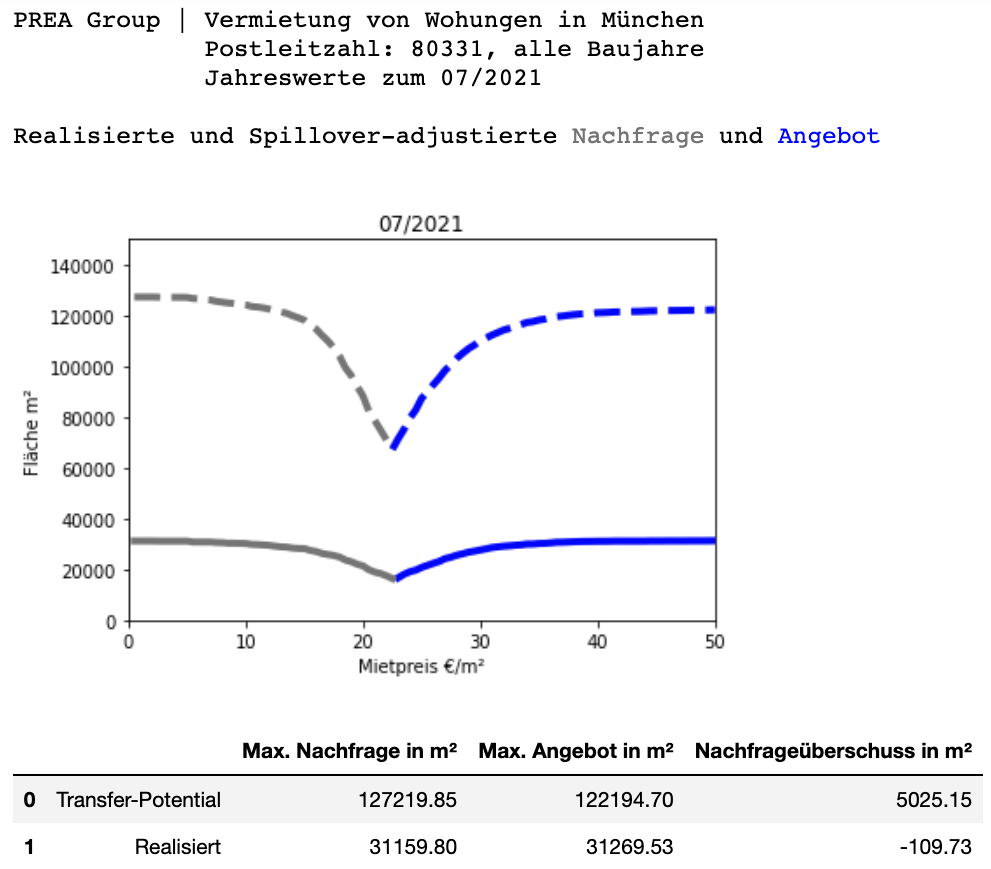 PREA Group | Vermietung von Wohungen in München
Postleitzahl: 80331, alle Baujahre
Jahreswerte zum 07/2021
Realisierte und Spillover-adjustierte Nachfrage und Angebot
07/2021
140000
120000
100000
80000
60000
40000
20000
0
Fläche m²
0 10 20 30 40 50
Mietpreis €/m²
Max. Nachfrage in m² Max. Angebot in m² Nachfrageüberschuss in m²
0 Transfer-Potential 127219.85 122194.70 5025.15
1 Realisiert 31159.80 31269.53 -109.73